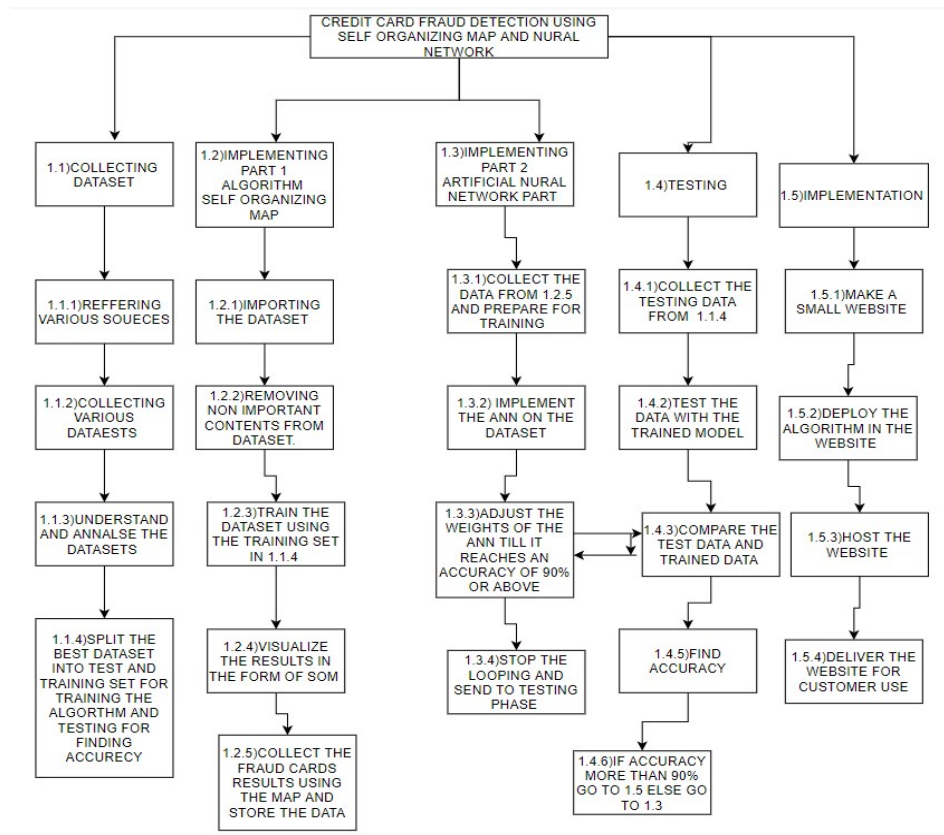 CREDIT CARD FRAUD DETECTION USING
SELF ORGANIZING MAP AND NURAL
NETWORK
1.1)COLLECTING
DATASET
1.1.1)REFFERING
VARIOUS SOUECES
1.1.2)COLLECTING
VARIOUS
DATAESTS
1.1.3)UNDERSTAND
AND ANNALSE THE
DATASETS
1.1.4)SPLIT THE
BEST DATASET
INTO TEST AND
TRAINING SET FOR
TRAINING THE
ALGORTHM AND
TESTING FOR
FINDING
ACCURECY
1.2)IMPLEMENTING
PART 1
ALGORITHM
SELF ORGANIZING
MAP
1.2.1)IMPORTING
THE DATASET
1.2.2)REMOVING
NON IMPORTANT
CONTENTS FROM
DATASET.
1.2.3)TRAIN THE
DATASET USING
THE TRAINING SET
IN 1.1.4
1.2.4)VISUALIZE
THE RESULTS IN
THE FORM OF SOM
1.2.5)COLLECT THE
FRAUD CARDS
RESULTS USING
THE MAP AND
STORE THE DATA
1.3)IMPLEMENTING
PART 2
ARTIFICIAL NURAL
NETWORK PART
1.3.1)COLLECT THE
DATA FROM 1.2.5
AND PREPARE FOR
TRAINING
1.3.2) IMPLEMENT
THE ANN ON THE
DATASET
1.3.3)ADJUST THE
WEIGHTS OF THE
ANN TILL IT
REACHES AN
ACCURACY OF 90%
OR ABOVE
1.3.4)STOP THE
LOOPING AND
SEND TO TESTING
PHASE
1.4)TESTING
1.4.1)COLLECT THE
TESTING DATA
FROM 1.1.4
1.4.2)TEST THE
DATA WITH THE
TRAINED MODEL
1.4.3)COMPARE THE
TEST DATA AND
TRAINED DATA
1.4.5)FIND
ACCURACY
1.4.6)IF ACCURACY
MORE THAN 90%
GO TO 1.5 ELSE GO
TO 1.3
1.5)IMPLEMENTATION
1.5.1)MAKE A
SMALL WEBSITE
1.5.2)DEPLOY THE
ALGORITHM IN THE
WEBSITE
1.5.3)HOST THE
WEBSITE
1.5.4)DELIVER THE
WEBSITE FOR
CUSTOMER USE